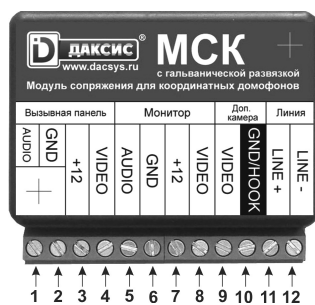 D ДАКСИС®
www.dacsys.ru
МСК
с гальванической развязкой
Модуль сопряжения для координатных домофонов
Вызывная панель Монитор Доп. камера Линия
AUDIO GND +12 VIDEO AUDIO GND +12 VIDEO VIDEO GND/HOOK LINE + LINE -
1 2 3 4 5 6 7 8 9 10 11 12